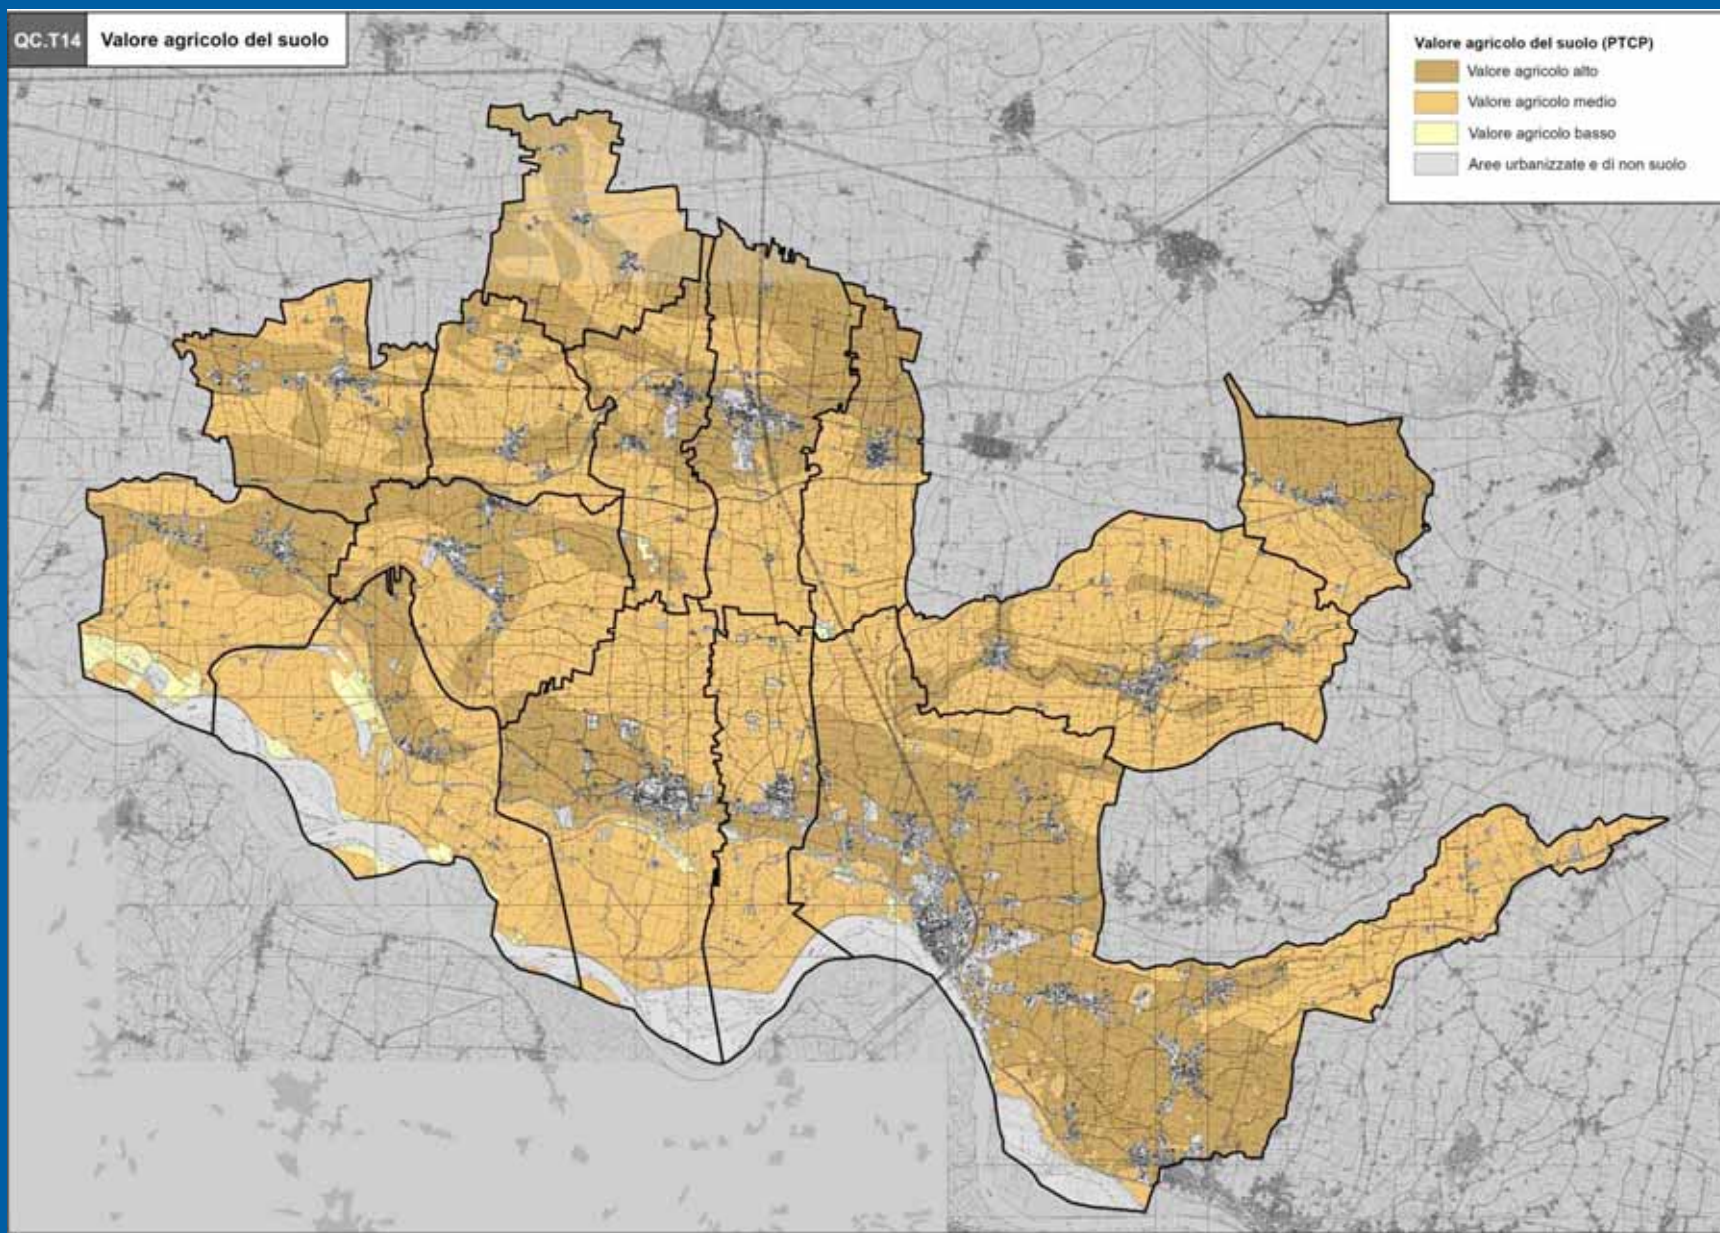 QC.T14 Valore agricolo del suolo
Valore agricolo del suolo (PTCP)
Valore agricolo alto
Valore agricolo medio
Valore agricolo basso
Aree urbanizzate e di non suolo